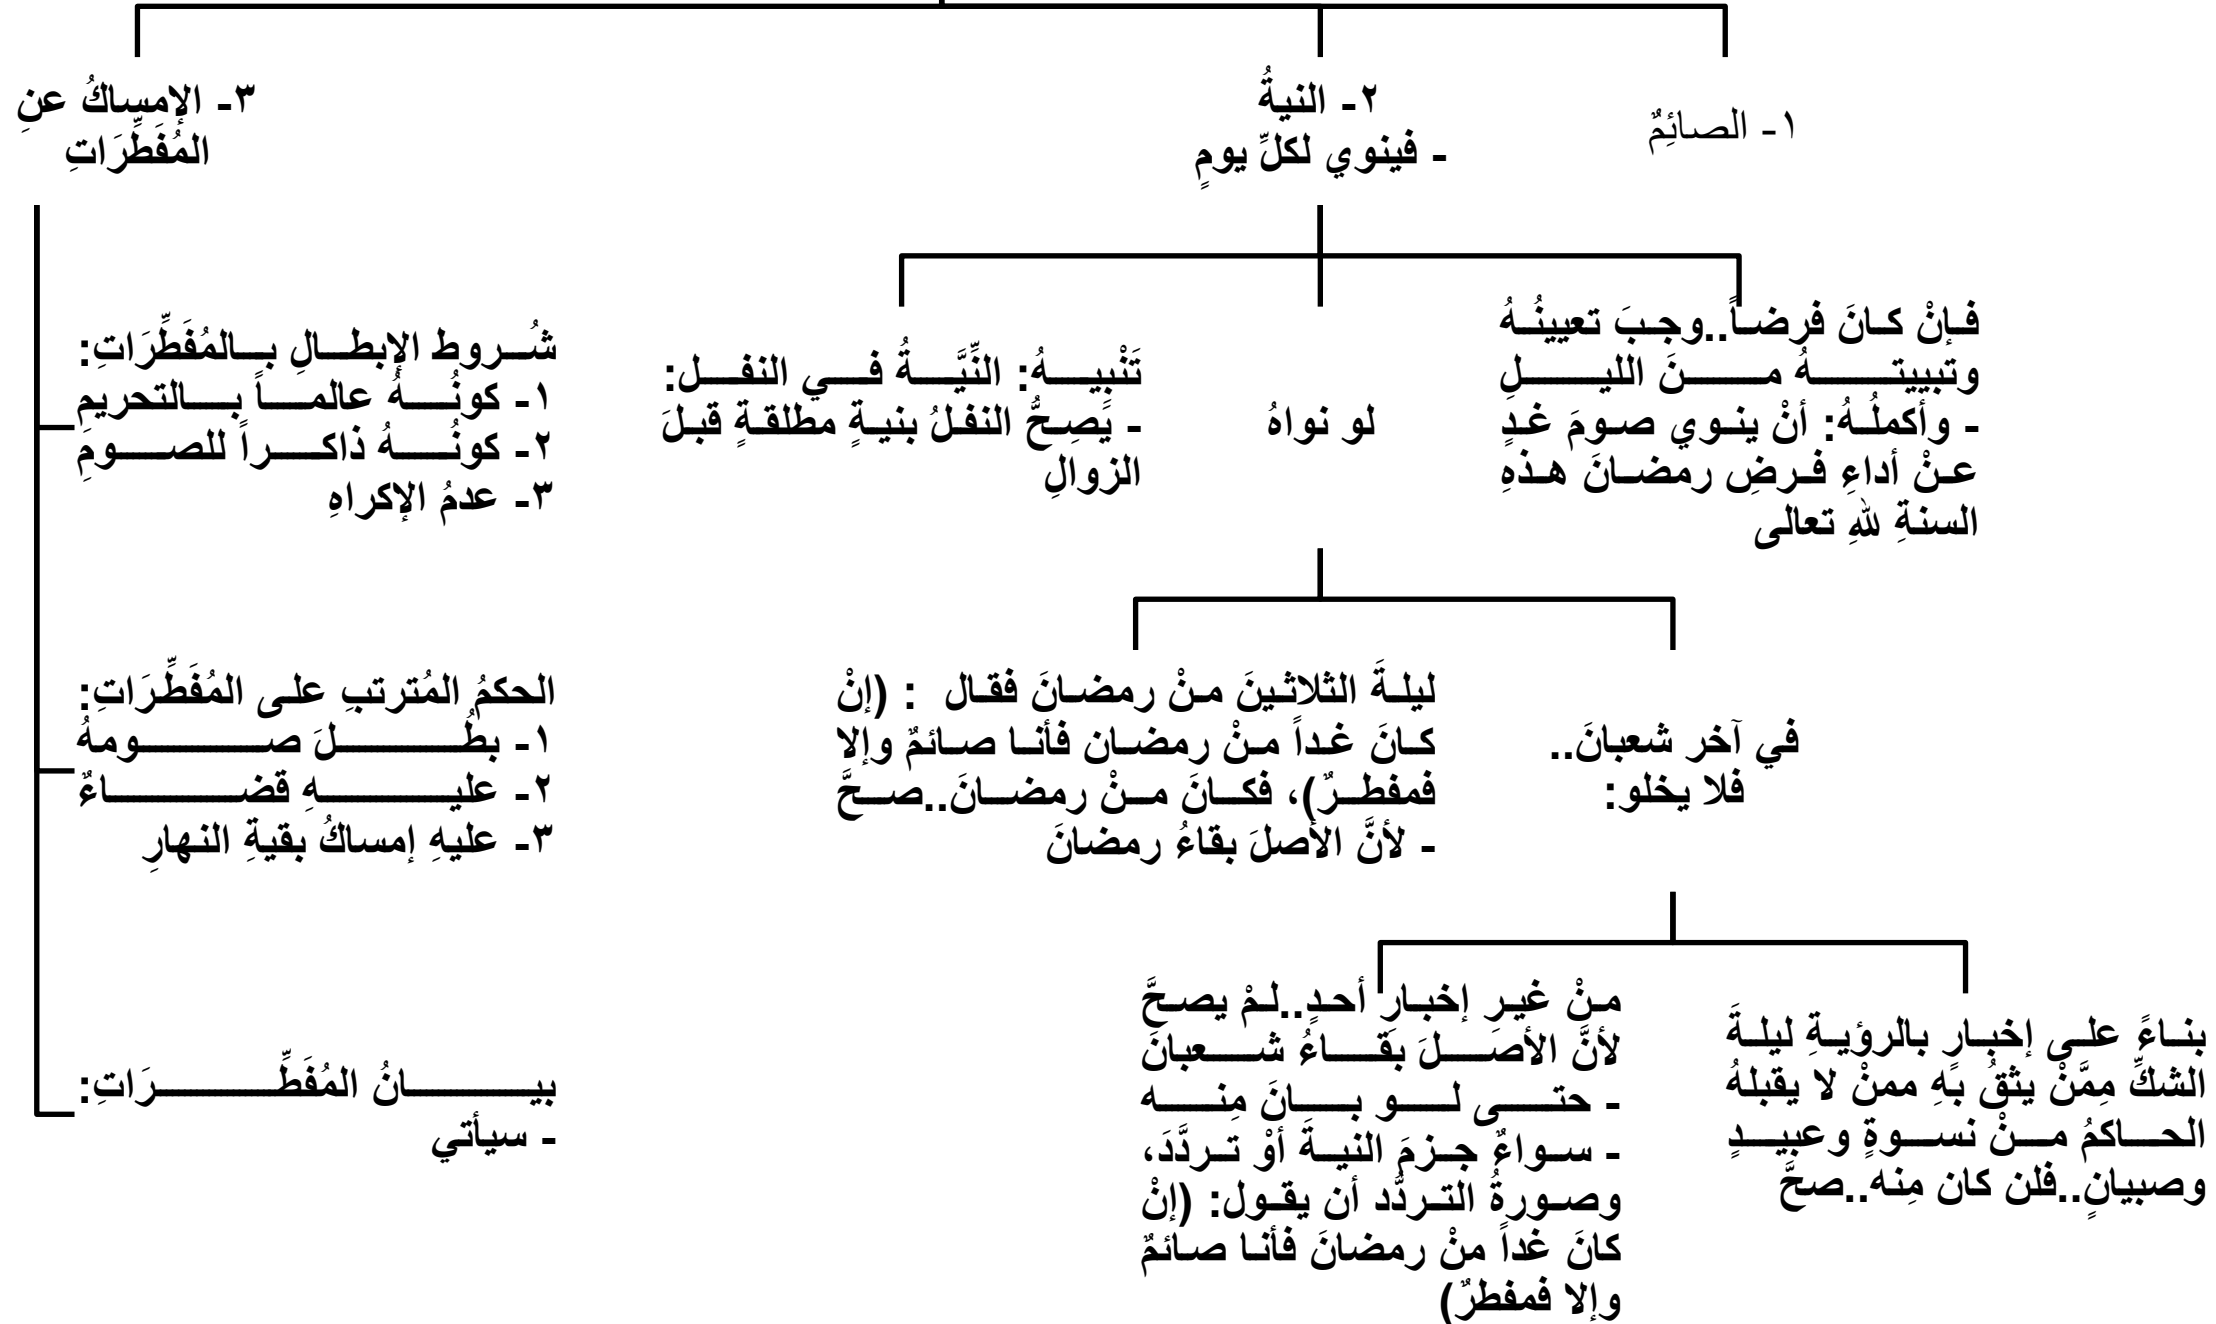 ١- الصائِمٌ
٢- النيةُ
- فينوي لكلِّ يومٍ
٣- الإمساكُ عنِ
المُفَطِّرَاتِ
فإنْ كانَ فرضاً..وجبَ تعيينُهُ
وتبييتهُ منَ الليلِ
- وأكملُهُ: أنْ ينوي صومَ غدٍ
عنْ أداءِ فرضِ رمضانَ هذهِ
السنةِ للهِ تعالى
لو نواهُ
تَنْبِيهُ: النِّيَّةُ في النفل:
- يَصِحُّ النفلُ بنيةٍ مطلقةٍ قبلَ
الزوالِ
شُروط الإبطالِ بالمُفَطِّرَاتِ:
١- كونُهُ عالماً بالتحريمِ
٢- كونُهُ ذاكراً للصومِ
٣- عدمُ الإكراهِ
في آخر شعبانَ..
فلا يخلو:
ليلةَ الثلاثينَ منْ رمضانَ فقال : (إنْ
كانَ غداً منْ رمضان فأنا صائمٌ وإلا
فمفطرٌ)، فكانَ منْ رمضانَ..صحَّ
- لأنَّ الأصلَ بقاءُ رمضانَ
الحكمُ المُترتبِ على المُفَطِّرَاتِ:
١- بطُلَ صومهُ
٢- عليهِ قضاءٌ
٣- عليهِ إمساكُ بقيةِ النهارِ
بناءً على إخبارٍ بالرؤيةِ ليلةَ
الشكِّ مِمَّنْ يثقُ بهِ ممنْ لا يقبلهُ
الحاكمُ منْ نسوةٍ وعبيدٍ
وصبيانٍ..فلن كان مِنه..صحَّ
منْ غير إخبارِ أحدٍ..لمْ يصحَّ
لأنَّ الأصَلَ بقَاءُ شعبانَ
- حتى لو بانَ مِنه
- سواءٌ جزمَ النيةَ أوْ تردَّدَ،
وصورةُ التردُّد أن يقول: (إنْ
كانَ غداً منْ رمضانَ فأنا صائمٌ
وإلا فمفطرٌ)
بيانُ المُفَطِّرَاتِ:
- سيأتي